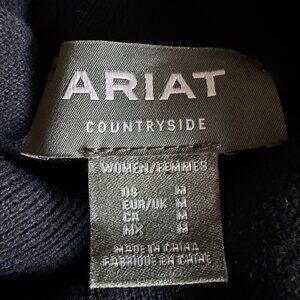 ARIAT
COUNTRYSIDE
WOMEN/FEMMES
US M
EUR/UK M
CA M
MX M
MADE IN CHINA
FABRIQUÉ EN CHINE